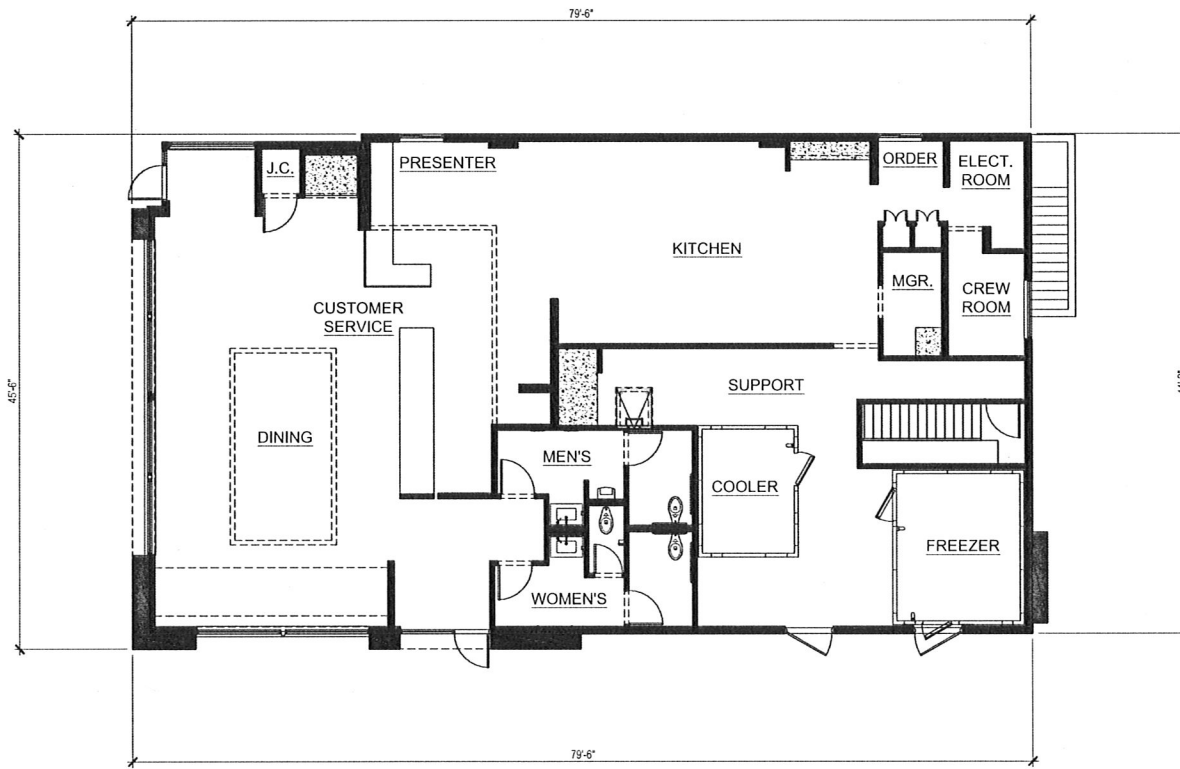 79'-6"
PRESENTER
J.C.
ORDER
ELECT.
ROOM
KITCHEN
MGR.
CREW
ROOM
CUSTOMER
SERVICE
45'-6"
SUPPORT
DINING
MEN'S
COOLER
FREEZER
WOMEN'S
79'-6"